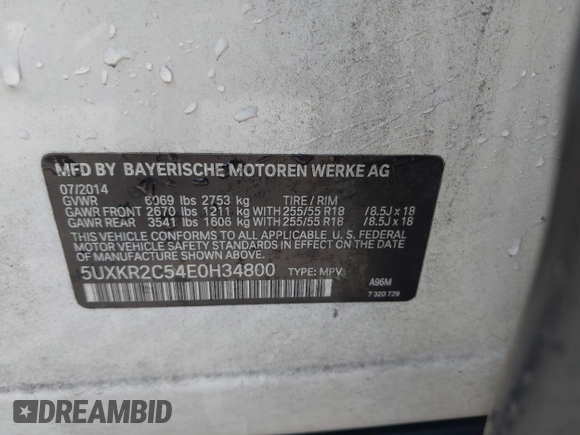 MFD BY BAYERISCHE MOTOREN WERKE AG
07/2014
GVWR 6069 lbs 2753 kg TIRE / RIM
GAWR FRONT 2670 lbs 1211 kg WITH 255/55 R18 /8.5J x 18
GAWR REAR 3541 lbs 1606 kg WITH 255/55 R18 /8.5J x 18
THIS VEHICLE CONFORMS TO ALL APPLICABLE U. S. FEDERAL
MOTOR VEHICLE SAFETY STANDARDS IN EFFECT ON THE DATE
OF MANUFACTURE SHOWN ABOVE.
5UXKR2C54E0H34800 TYPE: MPV
A96M
7 320 729
DREAMBID